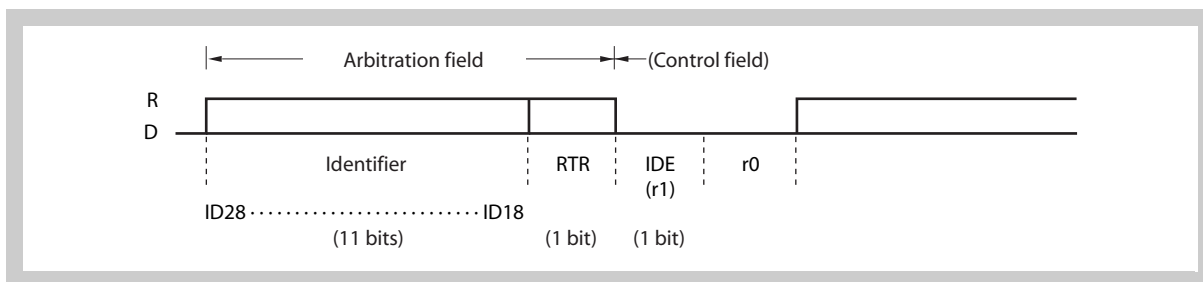 Arbitration field (Control field)
R
D
Identifier RTR IDE r0
(r1)
ID28 ························· ID18
(11 bits) (1 bit) (1 bit)